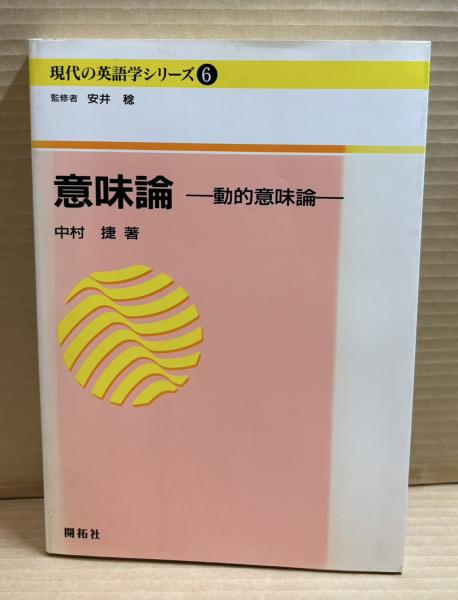 現代の英語学シリーズ❻
監修者 安井 稔
意味論 ―動的意味論―
中村 捷 著
開拓社